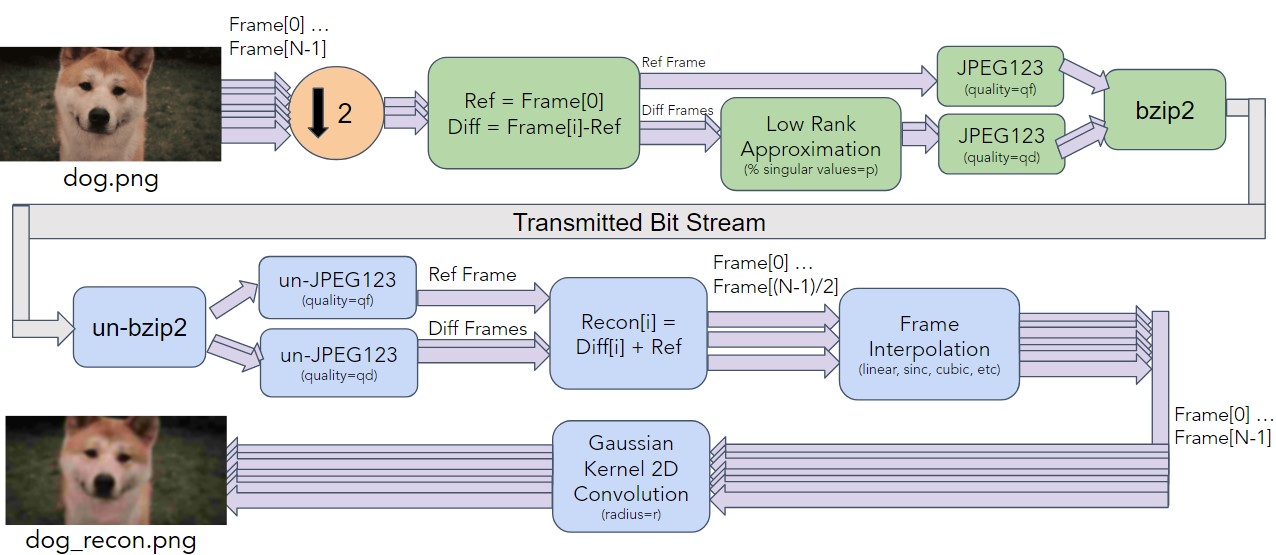 Frame[0] ...
Frame[N-1]
dog.png
2
Ref = Frame[0]
Diff = Frame[i]-Ref
Ref Frame
Diff Frames
Low Rank
Approximation
(% singular values=p)
JPEG123
(quality=qf)
JPEG123
(quality=qd)
bzip2
Transmitted Bit Stream
un-bzip2
un-JPEG123
(quality=qf)
un-JPEG123
(quality=qd)
Ref Frame
Diff Frames
Recon[i] =
Diff[i] + Ref
Frame[0] ...
Frame[(N-1)/2]
Frame
Interpolation
(linear, sinc, cubic, etc)
Frame[0] ...
Frame[N-1]
Gaussian
Kernel 2D
Convolution
(radius=r)
dog_recon.png